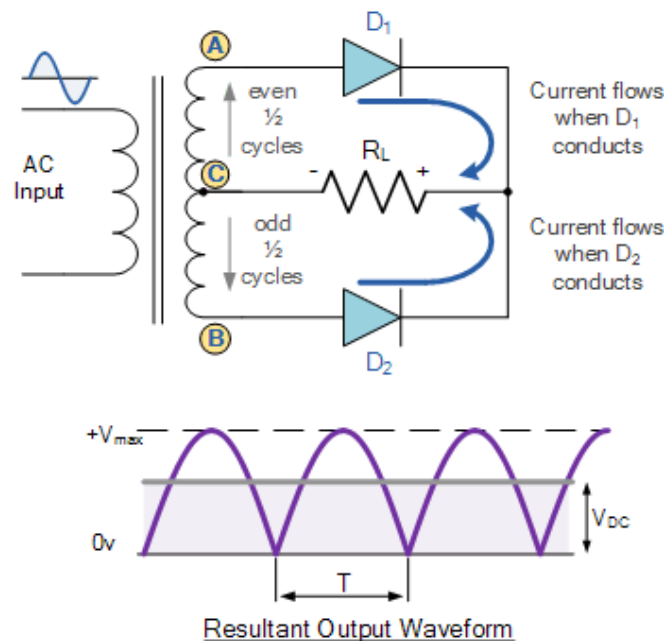 A
D1
even
½
cycles
Current flows
when D1
conducts
AC
Input
C
- RL +
odd
½
cycles
Current flows
when D2
conducts
B
D2
+Vmax
0v
VDC
T
Resultant Output Waveform